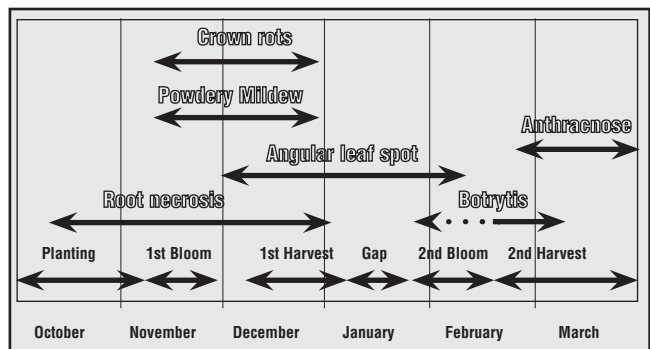 Crown rots
Powdery Mildew
Anthracnose
Angular leaf spot
Root necrosis
Botrytis
Planting 1st Bloom 1st Harvest Gap 2nd Bloom 2nd Harvest
October November December January February March